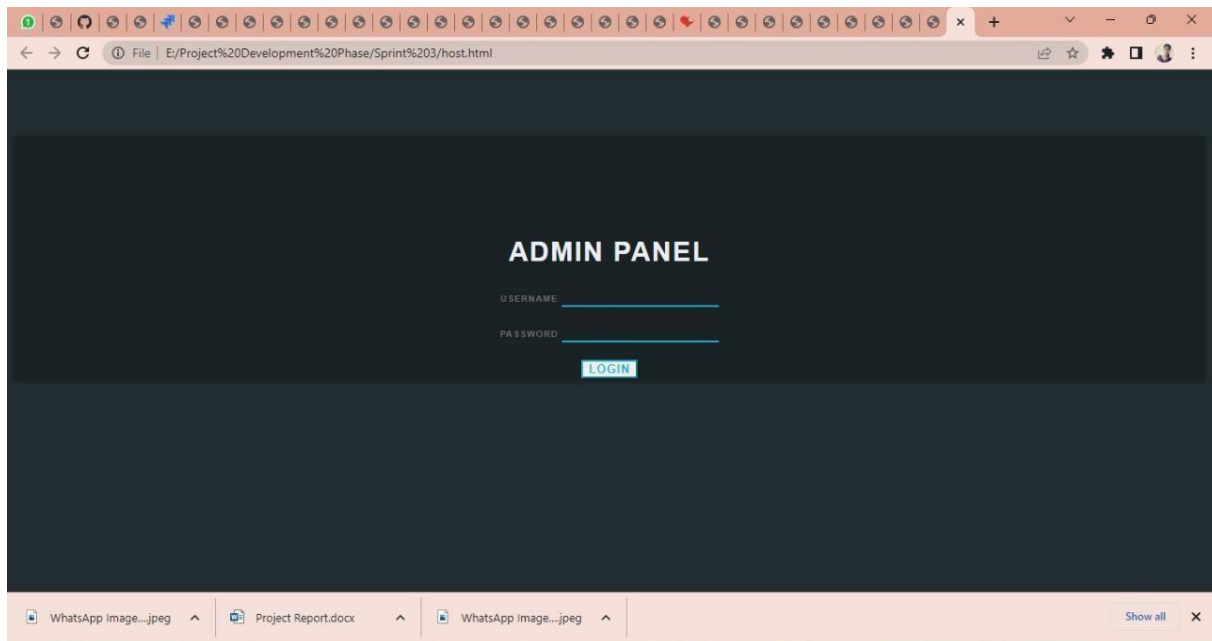 File | E:/Project%20Development%20Phase/Sprint%203/host.html
ADMIN PANEL
USERNAME
PASSWORD
LOGIN
WhatsApp Image....jpeg
Project Report.docx
WhatsApp Image....jpeg
Show all